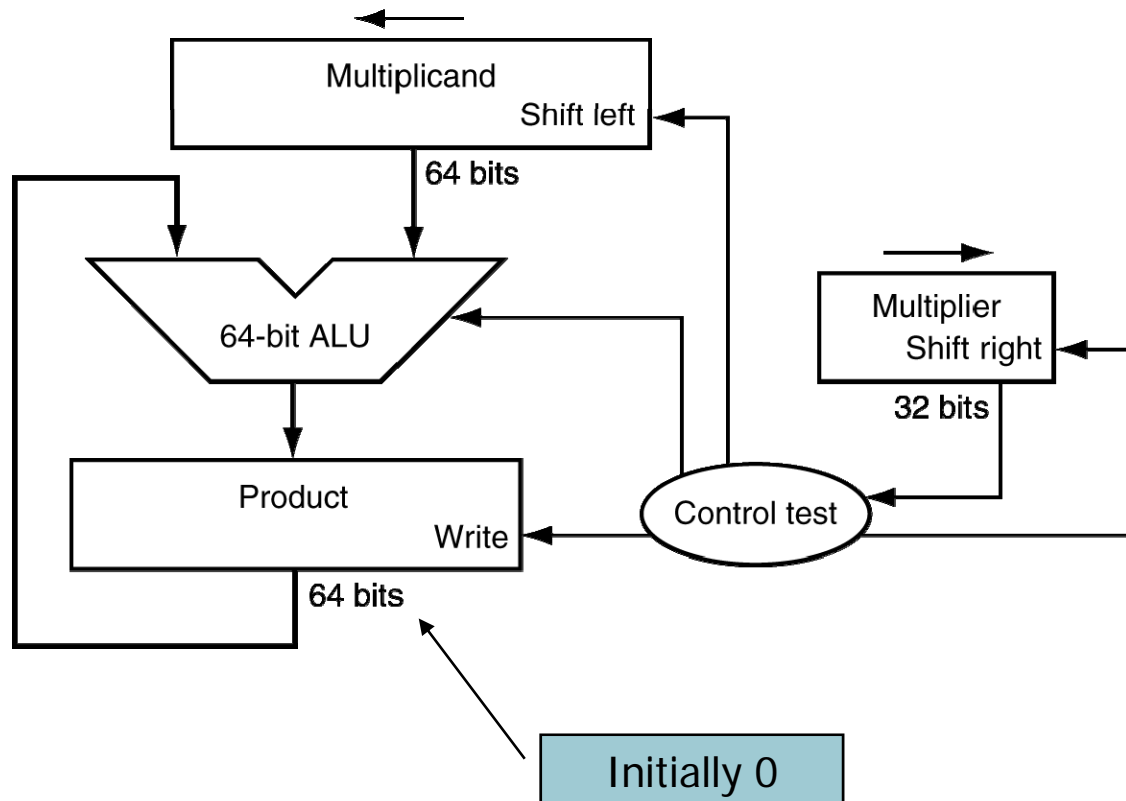 Multiplicand
Shift left
64 bits
64-bit ALU
Multiplier
Shift right
32 bits
Product
Write
Control test
64 bits
Initially 0